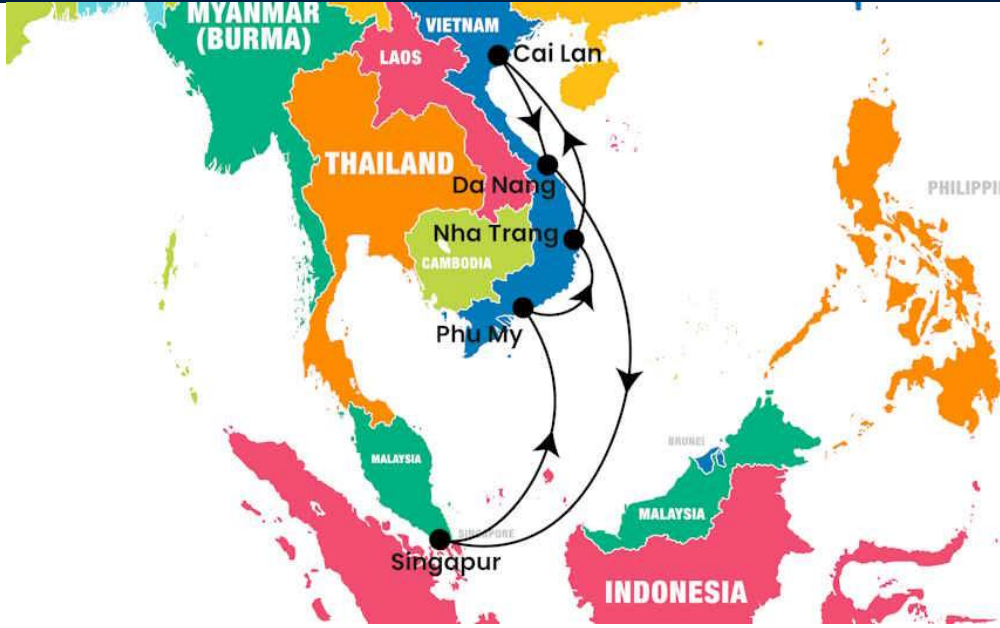 MYANMAR
(BURMA)
VIETNAM
LAOS
Cai Lan
THAILAND
Da Nang
PHILIPPI
Nha Trang
CAMBODIA
Phu My
BRUNEI
MALAYSIA
MALAYSIA
SINGAPORE
Singapur
INDONESIA